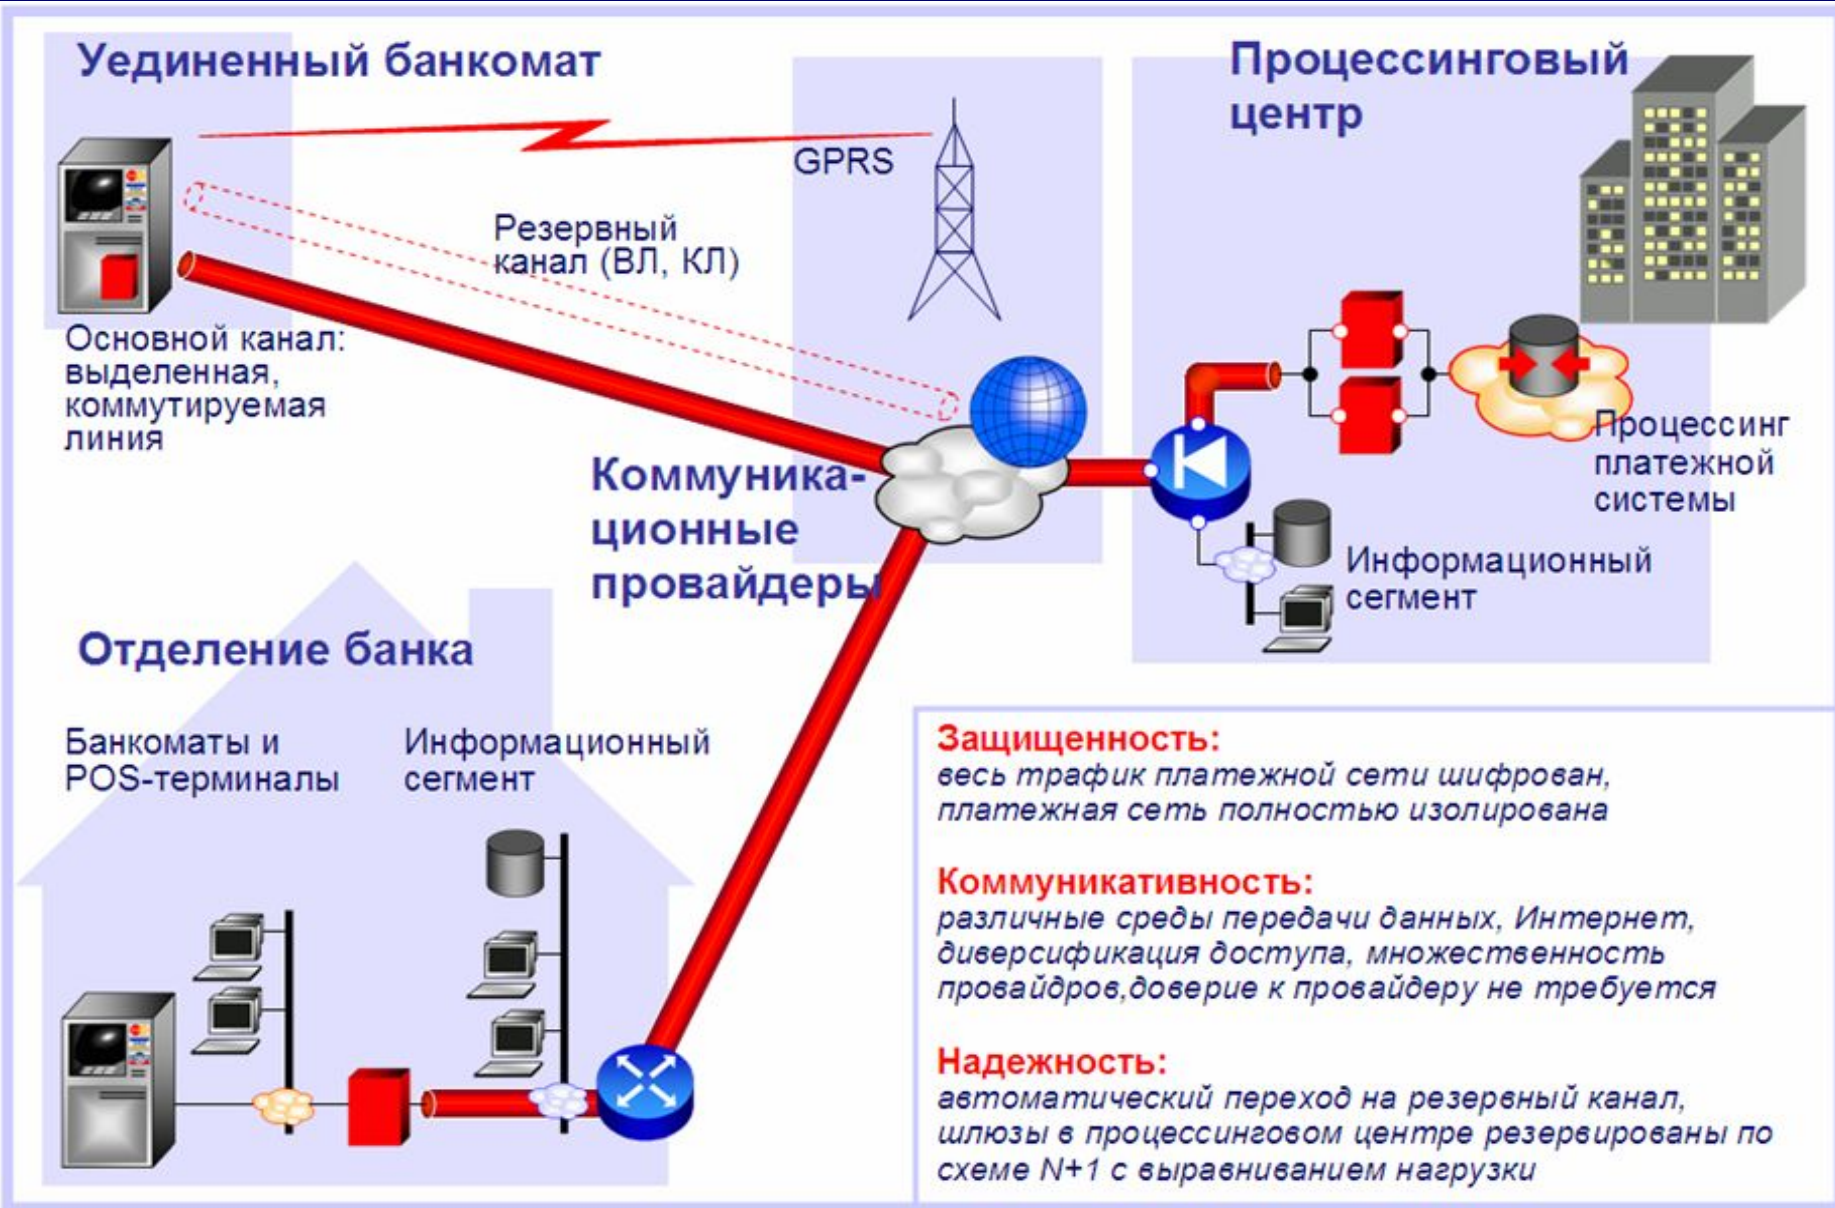 Уединенный банкомат
GPRS
Резервный
канал (ВЛ, КЛ)
Основной канал:
выделенная,
коммутируемая
линия
Процессинговый
центр
Процессинг
платежной
системы
Информационный
сегмент
Коммуника-
ционные
провайдеры
Отделение банка
Банкоматы и
POS-терминалы
Информационный
сегмент
Защищенность:
весь трафик платежной сети шифрован,
платежная сеть полностью изолирована
Коммуникативность:
различные среды передачи данных, Интернет,
диверсификация доступа, множественность
провайдров,доверие к провайдеру не требуется
Надежность:
автоматический переход на резервный канал,
шлюзы в процессинговом центре резервированы по
схеме N+1 с выравниванием нагрузки